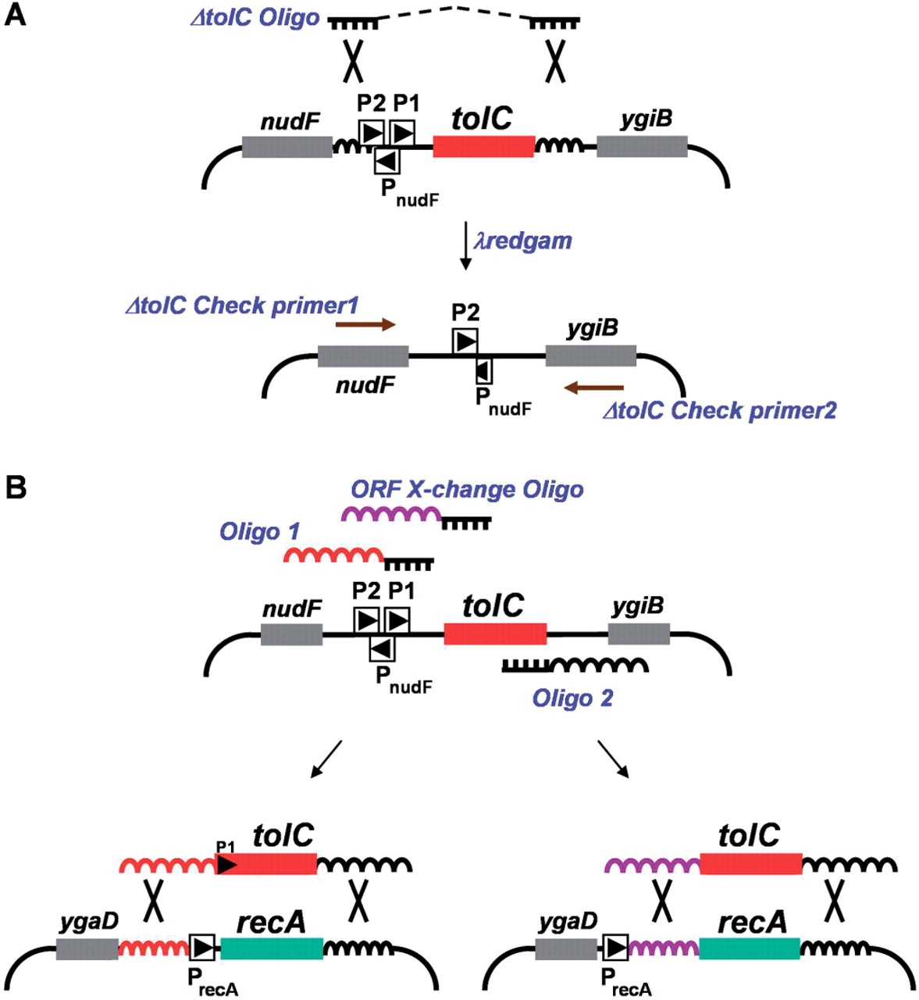 A
ΔtolC Oligo
P2 P1
nudF
tolC
ygiB
PnudF
λredgam
ΔtolC Check primer1
P2
ygiB
nudF
PnudF
ΔtolC Check primer2
B
ORF X-change Oligo
Oligo 1
P2 P1
nudF
tolC
ygiB
PnudF
Oligo 2
P1
tolC
tolC
ygaD
recA
ygaD
recA
PrecA
PrecA